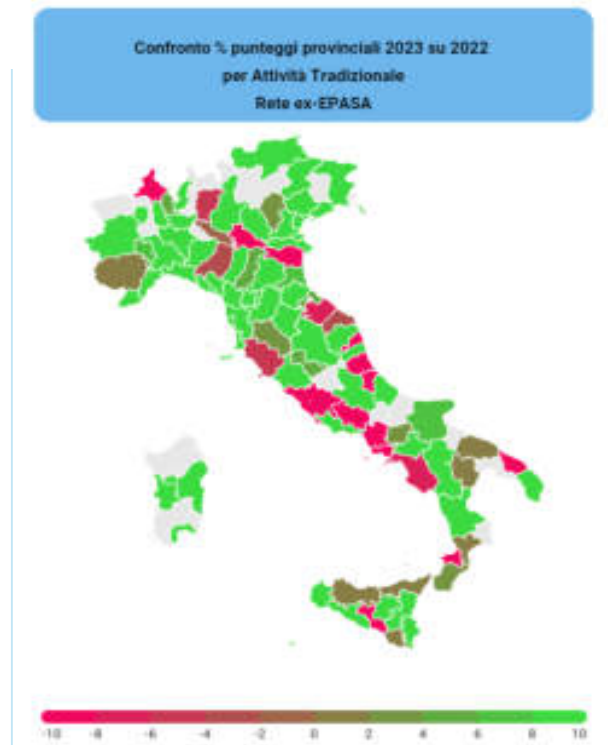 Confronto % punteggi provinciali 2023 su 2022
per Attività Tradizionale
Rete ex-EPASA
-10 -8 -6 -4 -2 0 2 4 6 8 10